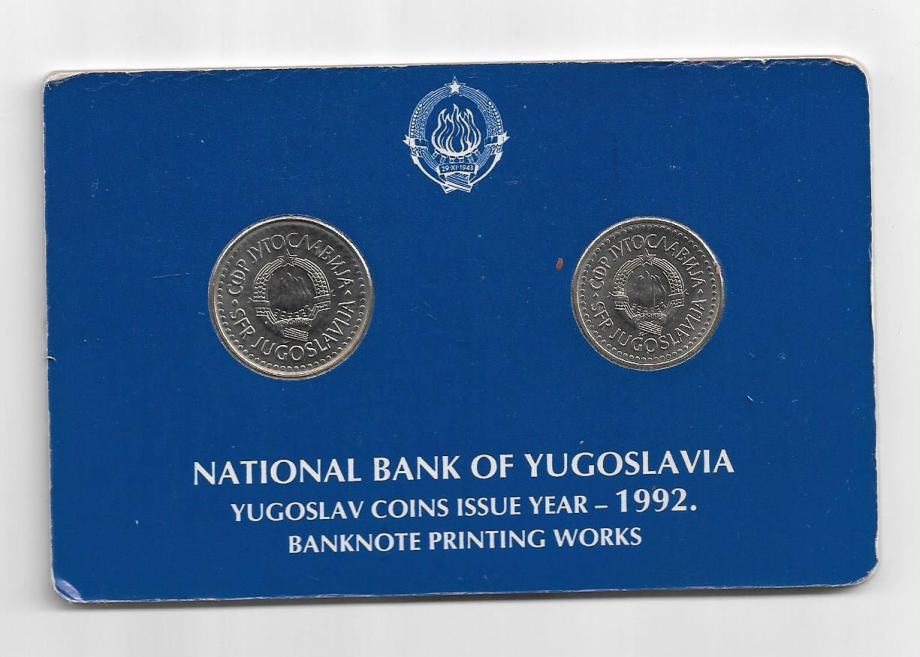 29·XI·1943
СФР ЈУГОСЛАВИЈА
SFR JUGOSLAVIJA
СФР ЈУГОСЛАВИЈА
SFR JUGOSLAVIJA
NATIONAL BANK OF YUGOSLAVIA
YUGOSLAV COINS ISSUE YEAR – 1992.
BANKNOTE PRINTING WORKS